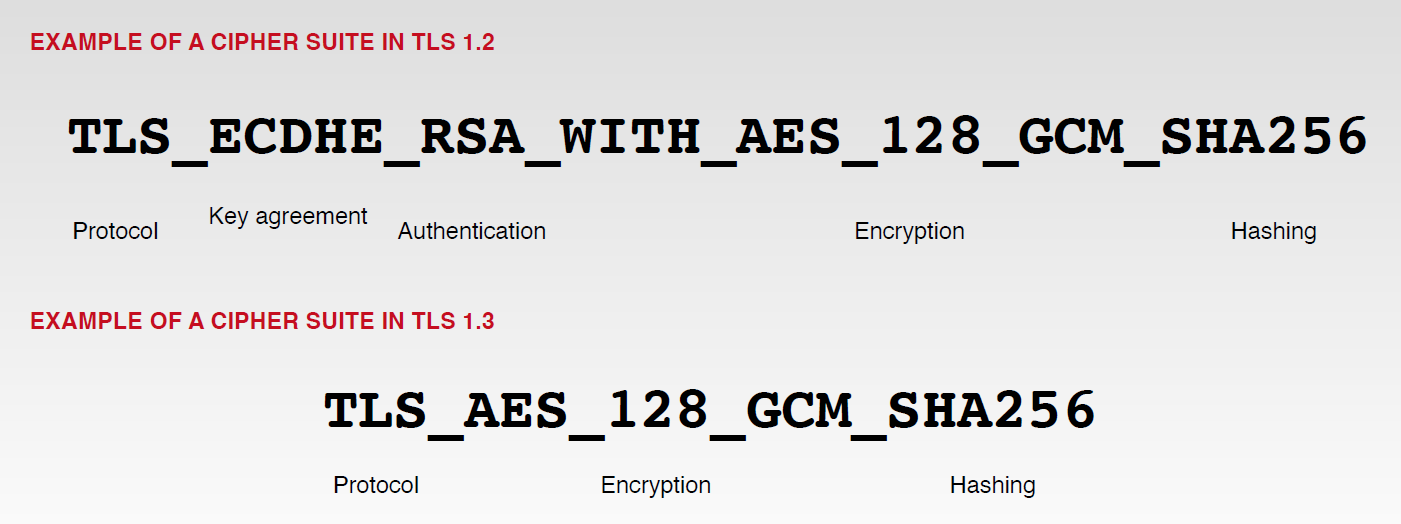 EXAMPLE OF A CIPHER SUITE IN TLS 1.2
TLS_ECDHE_RSA_WITH_AES_128_GCM_SHA256
Protocol Key agreement Authentication Encryption Hashing
EXAMPLE OF A CIPHER SUITE IN TLS 1.3
TLS_AES_128_GCM_SHA256
Protocol Encryption Hashing